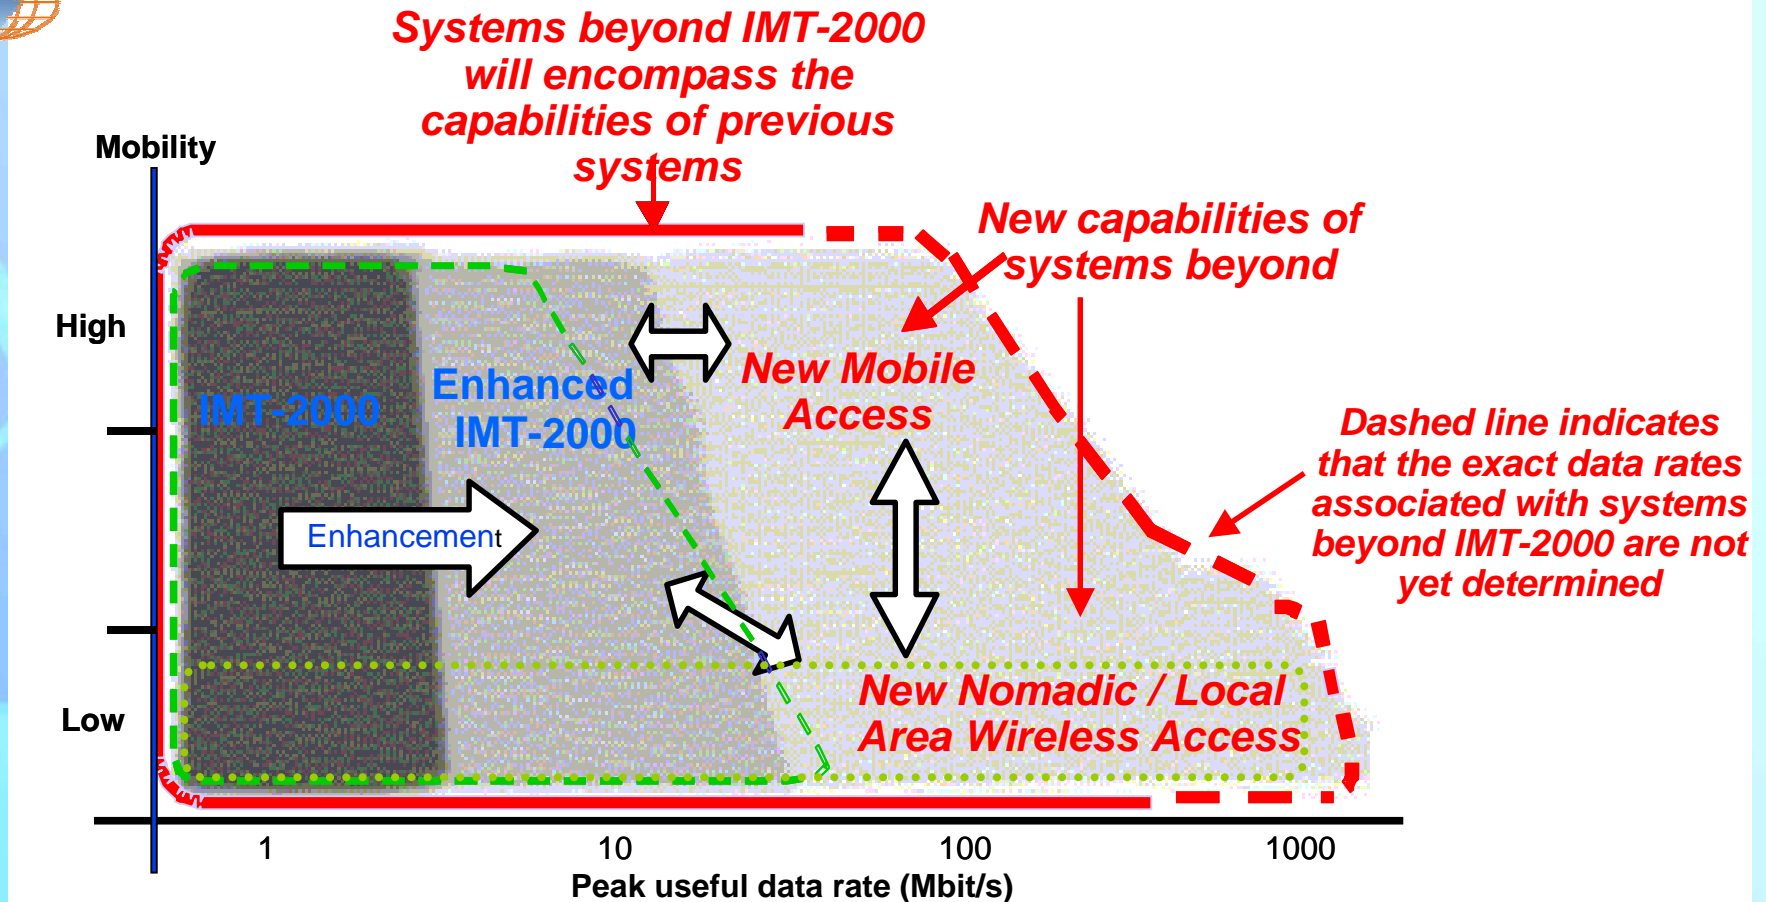 Systems beyond IMT-2000
will encompass the
capabilities of previous
systems
Mobility
New capabilities of
systems beyond
High
New Mobile
Access
Enhanced
IMT-2000
IMT-2000
Dashed line indicates
that the exact data rates
associated with systems
beyond IMT-2000 are not
yet determined
Enhancement
Low
New Nomadic / Local
Area Wireless Access
1
10
100
1000
Peak useful data rate (Mbit/s)